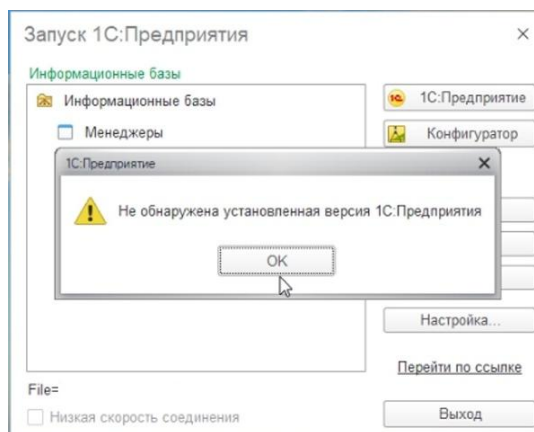 Запуск 1С:Предприятия
Информационные базы
Информационные базы
1С:Предприятие
Менеджеры
Конфигуратор
1С:Предприятие
Не обнаружена установленная версия 1С:Предприятия
OK
Настройка...
Перейти по ссылке
File=
Низкая скорость соединения
Выход